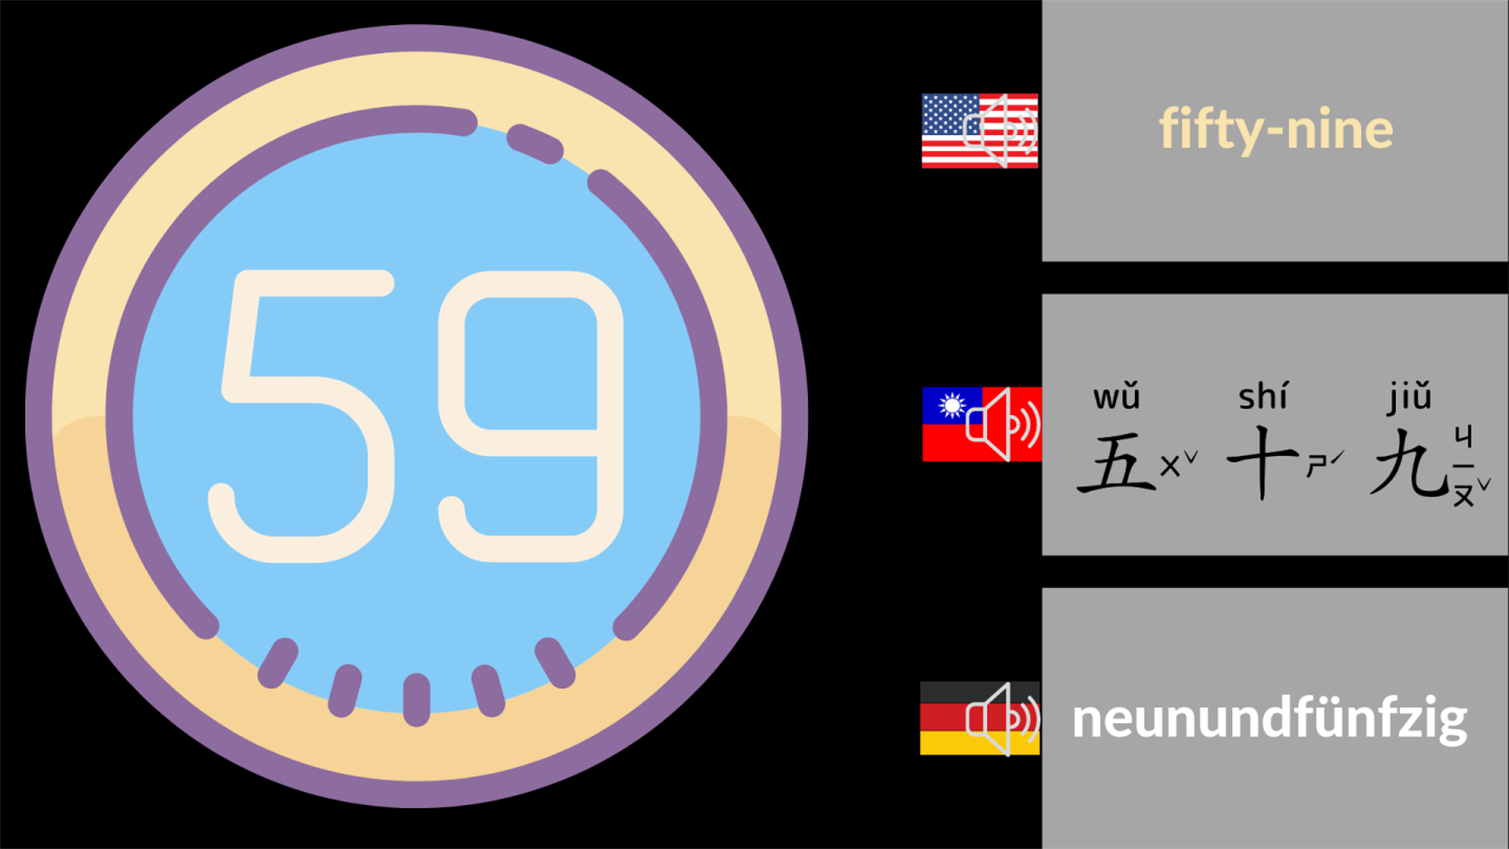 59
fifty-nine
wǔ shí jiǔ
五ㄨˇ 十ㄕˊ 九ㄐㄧㄡˇ
neunundfünfzig